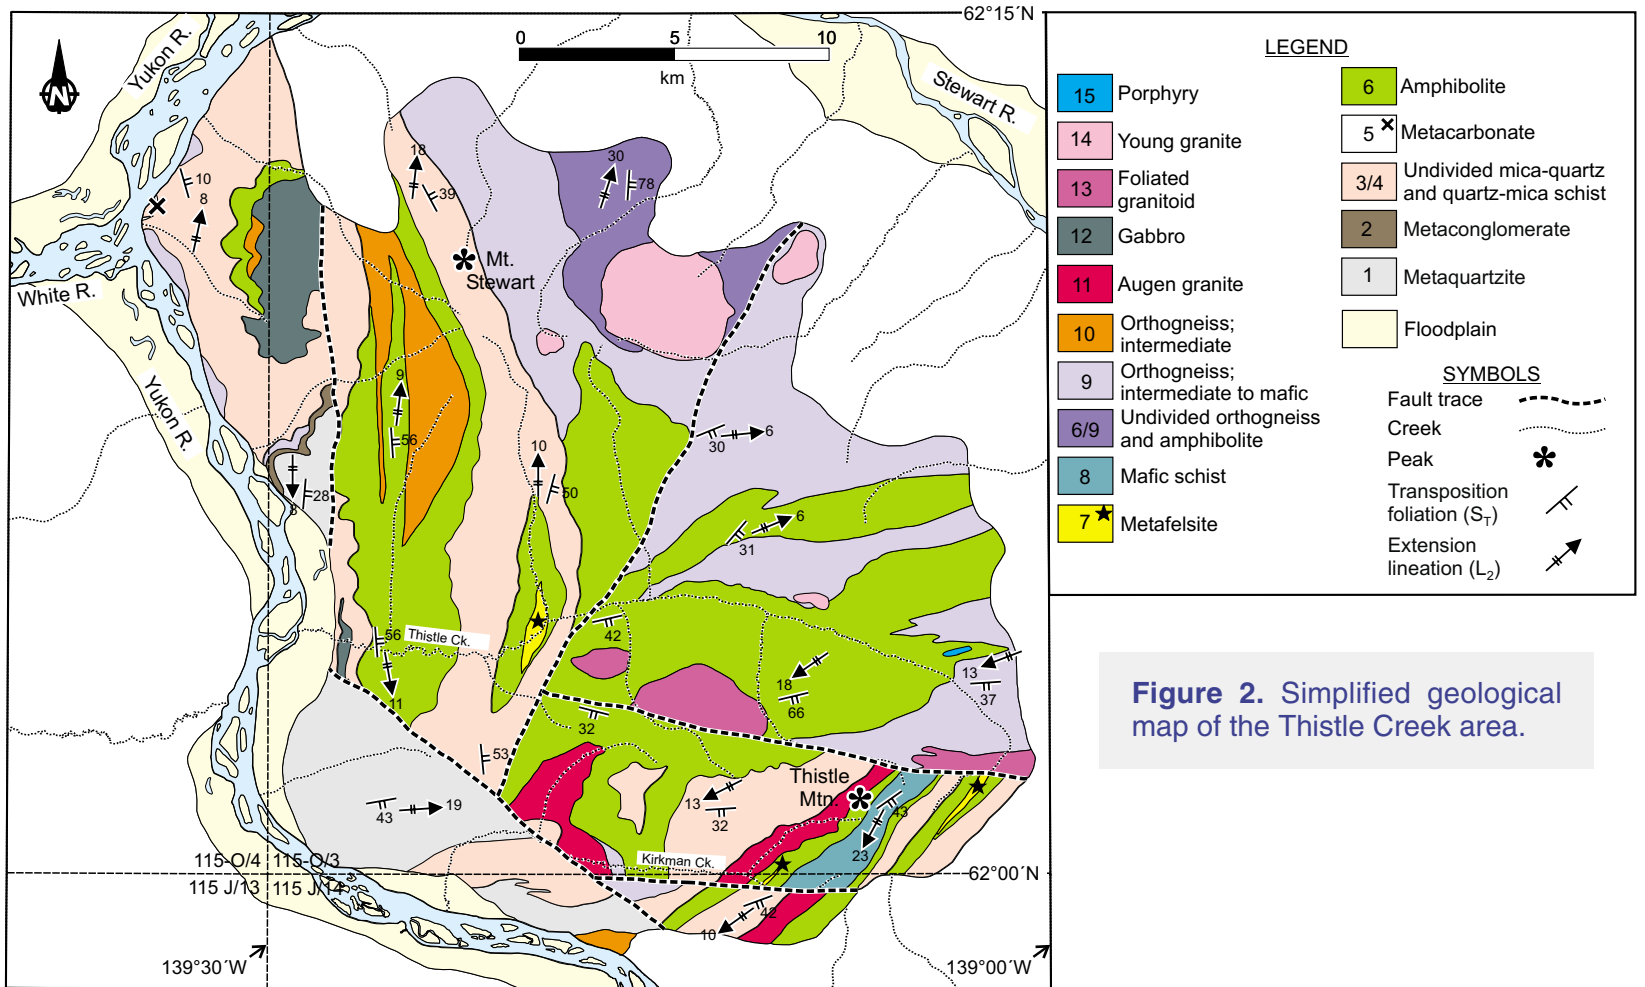 62°15´N
Yukon R.
N
0 5 10
km
Stewart R.
18
30
39
78
10
8
Mt.
Stewart
White R.
9
56
Yukon R.
30
6
10
50
28
8
6
31
56
Thistle Ck.
42
11
18
66
13
37
32
53
Thistle
Mtn.
13
32
43
19
43
23
Kirkman Ck.
115-O/4 115-O/3
115 J/13 115 J/14
62°00´N
42
10
139°30´W
139°00´W
LEGEND
15 Porphyry
14 Young granite
13 Foliated
granitoid
12 Gabbro
11 Augen granite
10 Orthogneiss;
intermediate
9 Orthogneiss;
intermediate to mafic
6/9 Undivided orthogneiss
and amphibolite
8 Mafic schist
7 Metafelsite
6 Amphibolite
5 Metacarbonate
3/4 Undivided mica-quartz
and quartz-mica schist
2 Metaconglomerate
1 Metaquartzite
Floodplain
SYMBOLS
Fault trace
Creek
Peak
Transposition
foliation (ST)
Extension
lineation (L2)
Figure 2. Simplified geological
map of the Thistle Creek area.